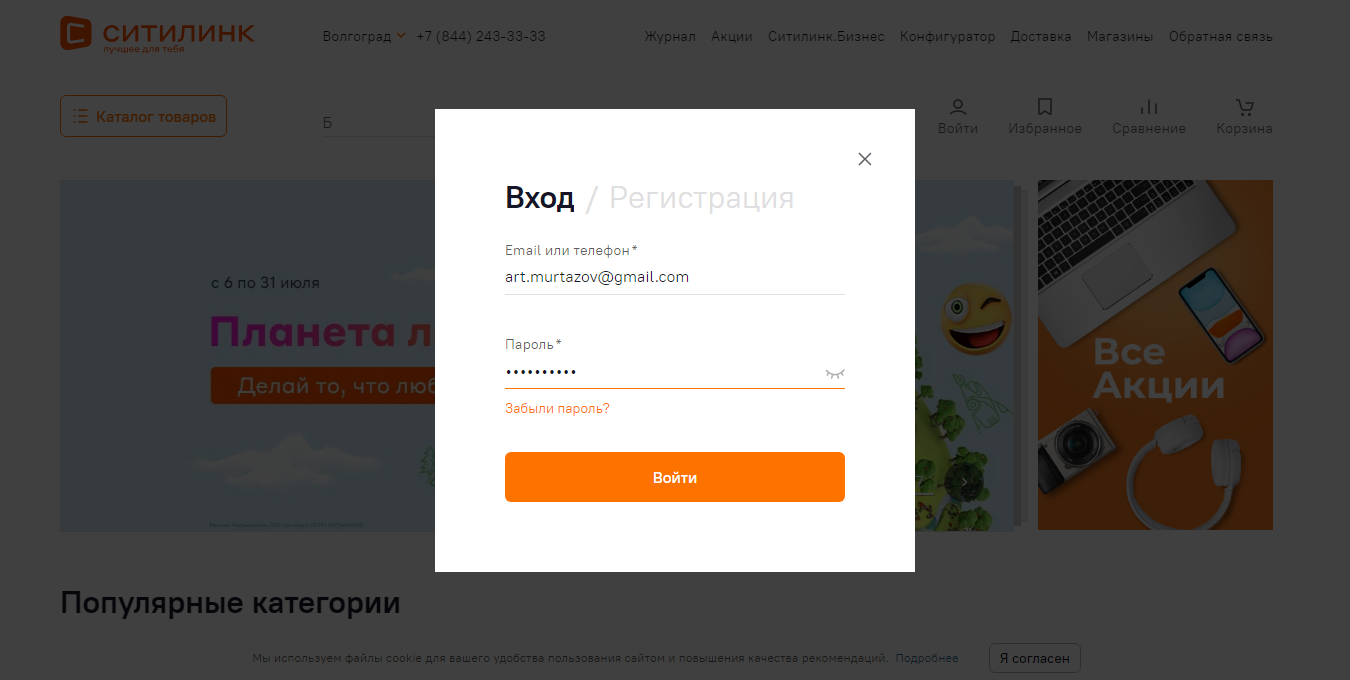 СИТИЛИНК
лучшее для тебя
Волгоград +7 (844) 243-33-33
Журнал Акции Ситилинк.Бизнес Конфигуратор Доставка Магазины Обратная связь
Каталог товаров
Б
Войти Избранное Сравнение Корзина
Вход / Регистрация
Email или телефон*
art.murtazov@gmail.com
Пароль*
••••••••••
Забыли пароль?
Войти
с 6 по 31 июля
Планета л
Делай то, что люб
Все
Акции
Популярные категории
Мы используем файлы cookie для вашего удобства пользования сайтом и повышения качества рекомендаций. Подробнее
Я согласен